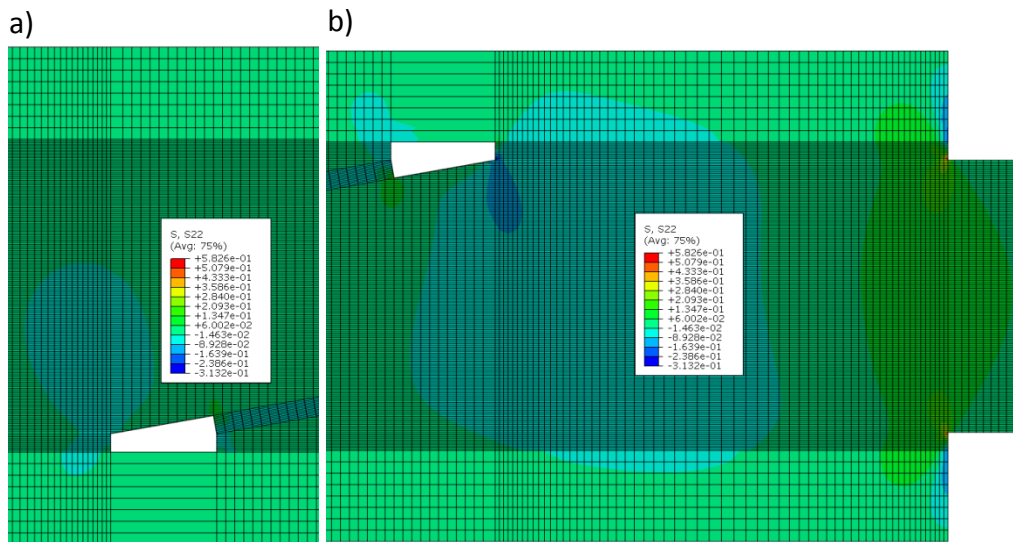 a)
b)
S, S22
(Avg: 75%)
+5.826e-01
+5.079e-01
+4.333e-01
+3.586e-01
+2.840e-01
+2.093e-01
+1.347e-01
+6.002e-02
-1.463e-02
-8.928e-02
-1.639e-01
-2.386e-01
-3.132e-01
S, S22
(Avg: 75%)
+5.826e-01
+5.079e-01
+4.333e-01
+3.586e-01
+2.840e-01
+2.093e-01
+1.347e-01
+6.002e-02
-1.463e-02
-8.928e-02
-1.639e-01
-2.386e-01
-3.132e-01